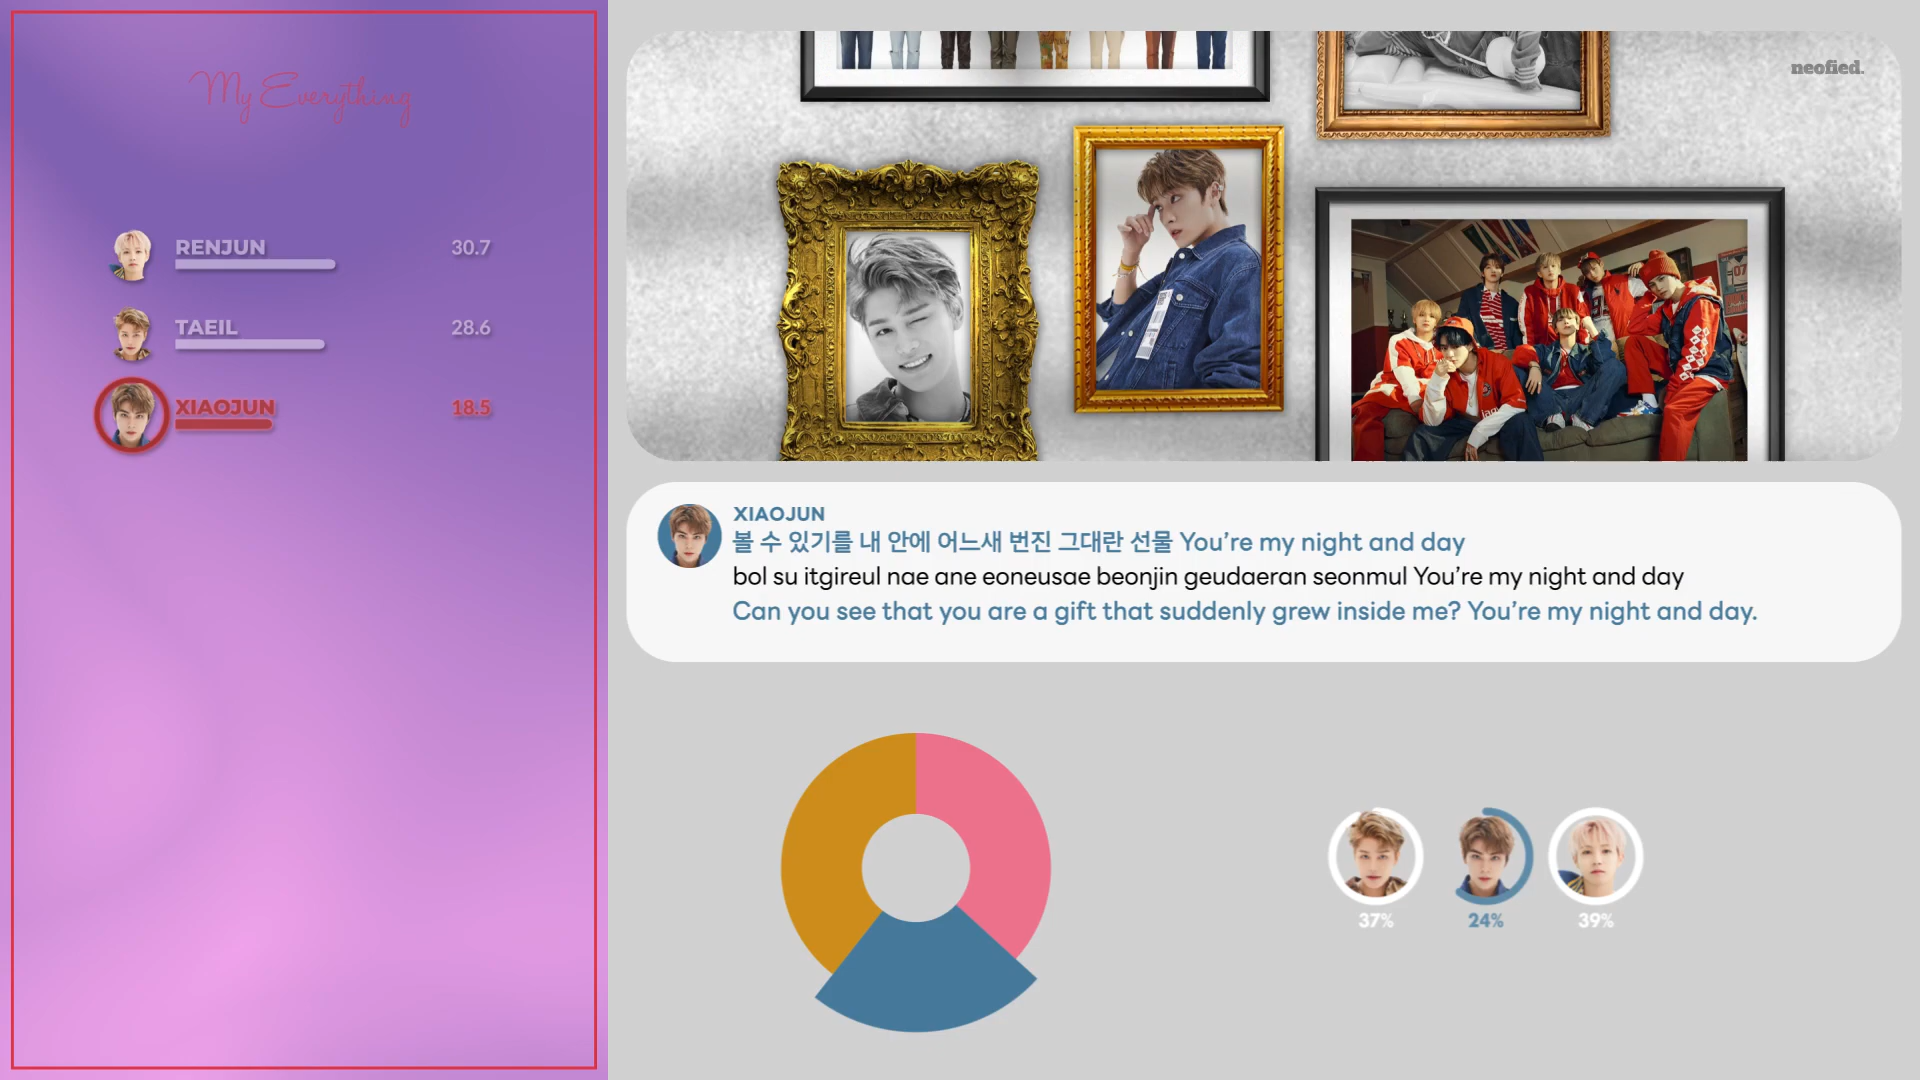 My Everything
RENJUN 30.7
TAEIL 28.6
XIAOJUN 18.5
neofied.
XIAOJUN
볼 수 있기를 내 안에 어느새 번진 그대란 선물 You're my night and day
bol su itgireul nae ane eoneusae beonjin geudaeran seonmul You're my night and day
Can you see that you are a gift that suddenly grew inside me? You're my night and day.
37% 24% 39%